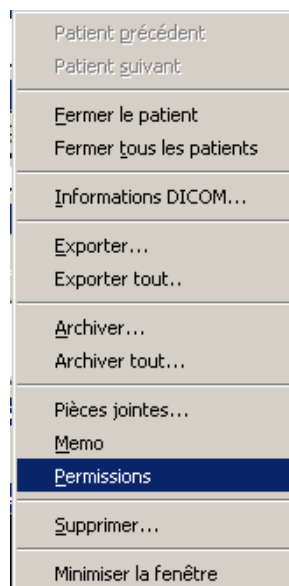 Patient précédent
Patient suivant
Fermer le patient
Fermer tous les patients
Informations DICOM...
Exporter...
Exporter tout..
Archiver...
Archiver tout...
Pièces jointes...
Memo
Permissions
Supprimer...
Minimiser la fenêtre